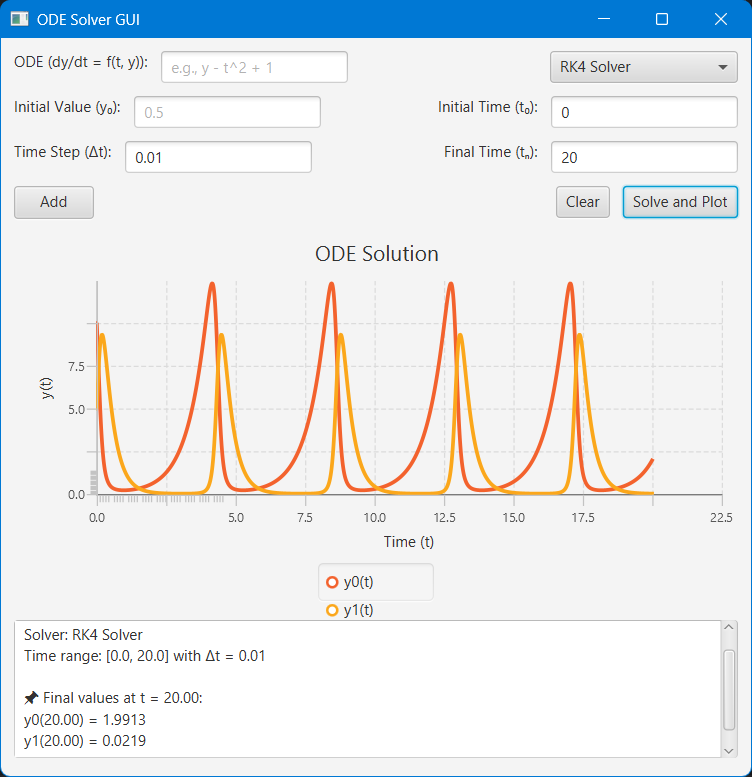 ODE Solver GUI
ODE (dy/dt = f(t, y)): e.g., y - t^2 + 1 RK4 Solver
Initial Value (y₀): 0.5 Initial Time (t₀): 0
Time Step (Δt): 0.01 Final Time (tₙ): 20
Add Clear Solve and Plot
ODE Solution
y(t)
7.5
5.0
0.0
0.0 5.0 7.5 10.0 12.5 15.0 17.5 22.5
Time (t)
y0(t)
y1(t)
Solver: RK4 Solver
Time range: [0.0, 20.0] with Δt = 0.01
📌 Final values at t = 20.00:
y0(20.00) = 1.9913
y1(20.00) = 0.0219